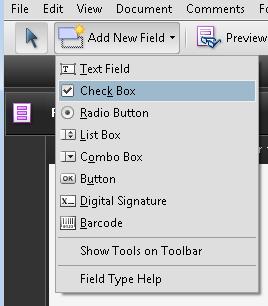 File Edit View Document Comments
Add New Field Preview
Text Field
Check Box
Radio Button
List Box
Combo Box
OK Button
Digital Signature
Barcode
Show Tools on Toolbar
Field Type Help